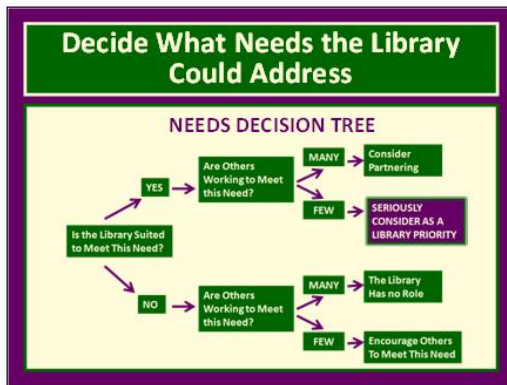 Decide What Needs the Library
Could Address
NEEDS DECISION TREE
Is the Library Suited
to Meet This Need?
YES
Are Others
Working to Meet
this Need?
MANY
Consider
Partnering
FEW
SERIOUSLY
CONSIDER AS A
LIBRARY PRIORITY
NO
Are Others
Working to Meet
this Need?
MANY
The Library
Has no Role
FEW
Encourage Others
To Meet This Need